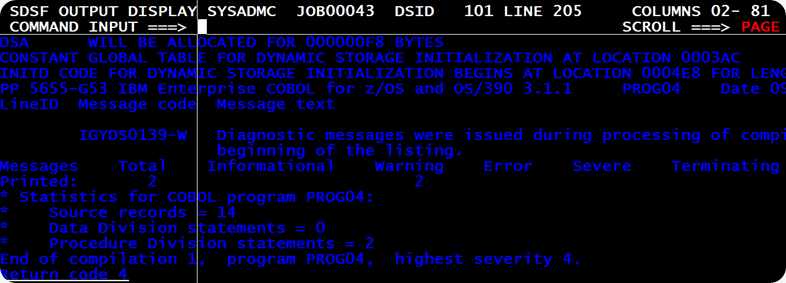 SDSF OUTPUT DISPLAY SYSADMC  JOB00043  DSID   101 LINE 205     COLUMNS 02- 81
COMMAND INPUT ===>                                            SCROLL ===> PAGE
DSA      WILL BE ALLOCATED FOR 000000F8 BYTES
CONSTANT GLOBAL TABLE FOR DYNAMIC STORAGE INITIALIZATION AT LOCATION 0003AC
INITD CODE FOR DYNAMIC STORAGE INITIALIZATION BEGINS AT LOCATION 0004E8 FOR LENG
PP 5655-G53 IBM Enterprise COBOL for z/OS and OS/390 3.1.1     PROG04    Date 09
LineID  Message code  Message text
IGYDS0139-W   Diagnostic messages were issued during processing of compi
beginning of the listing.
Messages    Total    Informational    Warning    Error    Severe    Terminating
Printed:       2                          2
* Statistics for COBOL program PROG04:
*    Source records = 14
*    Data Division statements = 0
*    Procedure Division statements = 2
End of compilation 1,  program PROG04,  highest severity 4.
Return code 4